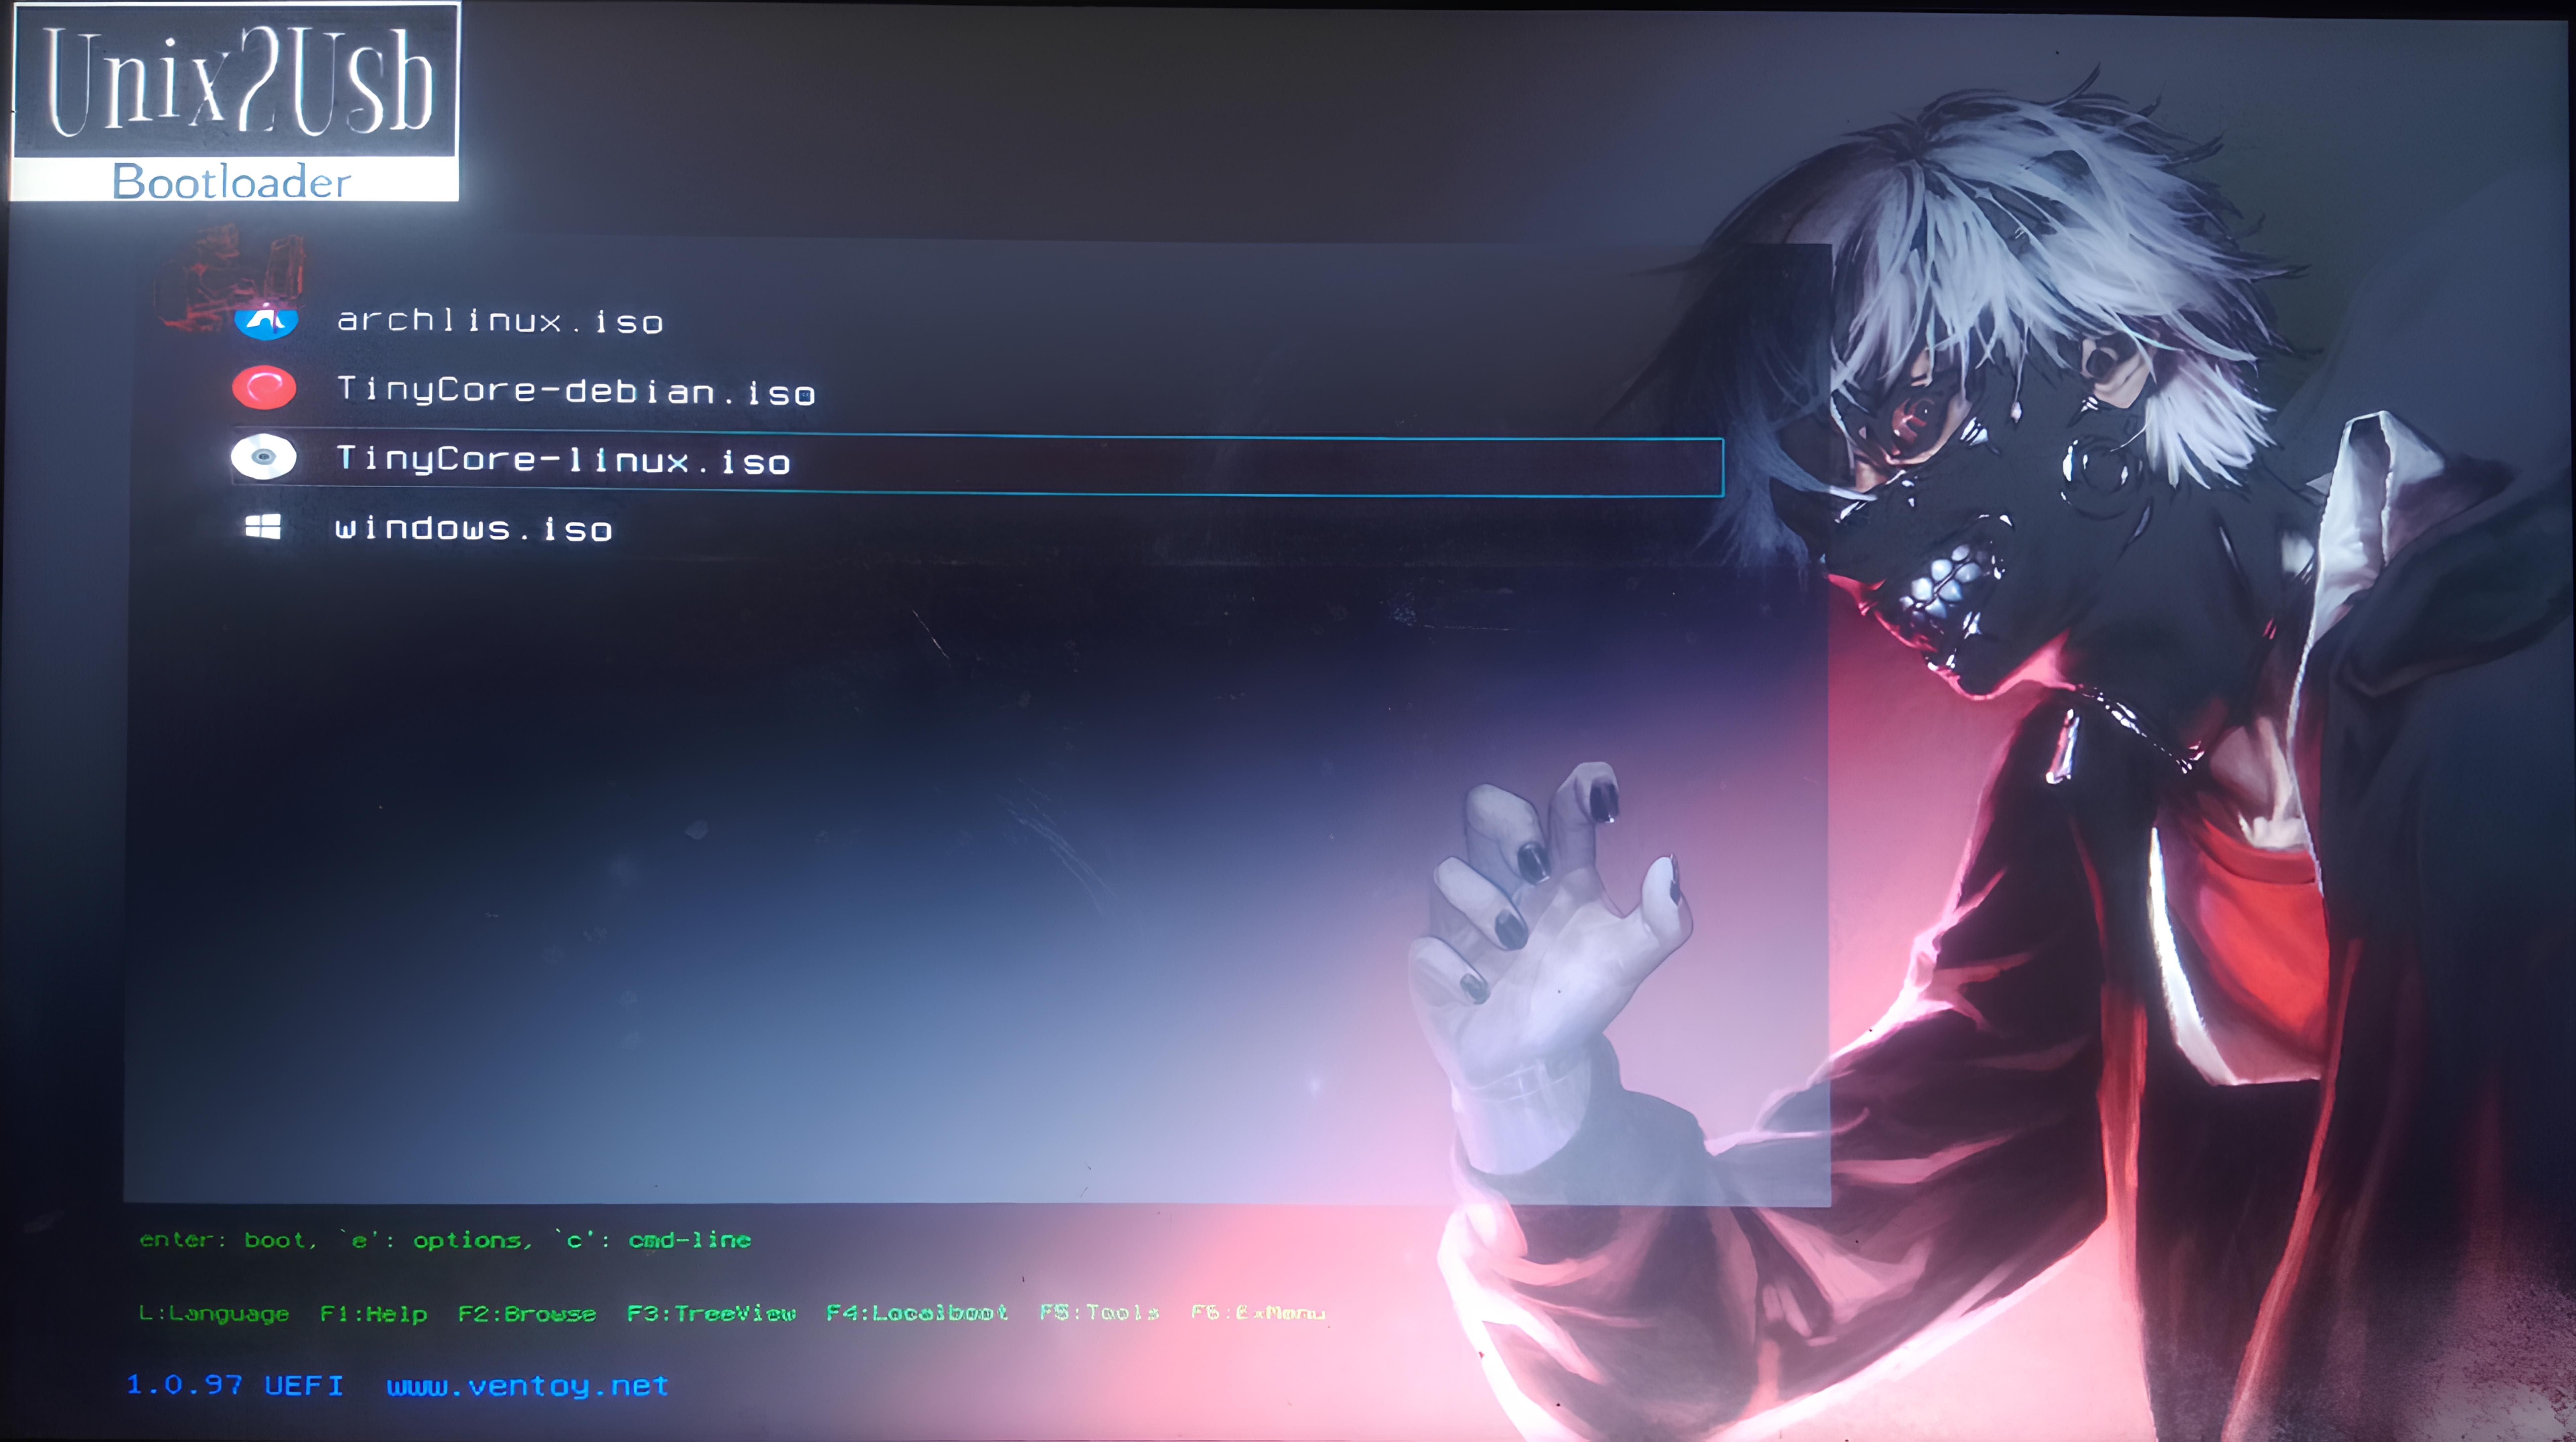 Unix2Usb
Bootloader
archlinux.iso
TinyCore-debian.iso
TinyCore-linux.iso
windows.iso
enter: boot, `e': options, `c': cmd-line
L:Language F1:Help F2:Browse F3:TreeView F4:Localboot F5:Tools F6:ExMenu
1.0.97 UEFI www.ventoy.net